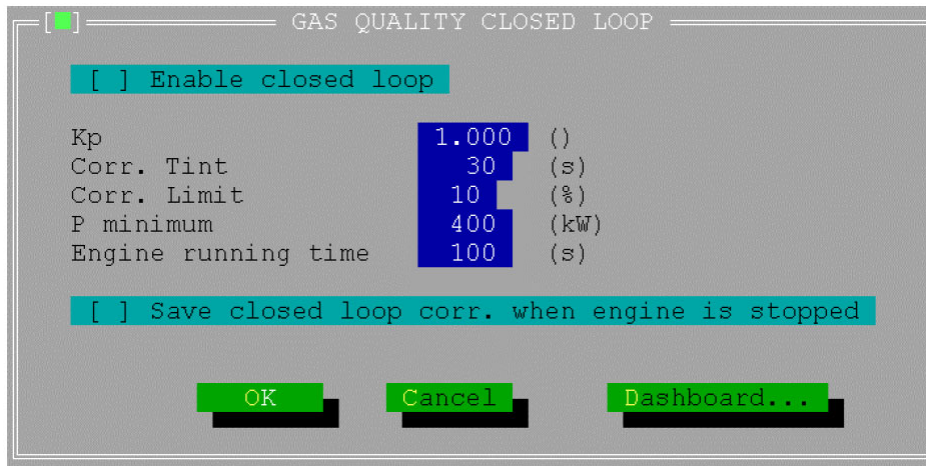 [■] GAS QUALITY CLOSED LOOP
[ ] Enable closed loop
Kp 1.000 ()
Corr. Tint 30 (s)
Corr. Limit 10 (%)
P minimum 400 (kW)
Engine running time 100 (s)
[ ] Save closed loop corr. when engine is stopped
OK Cancel Dashboard...